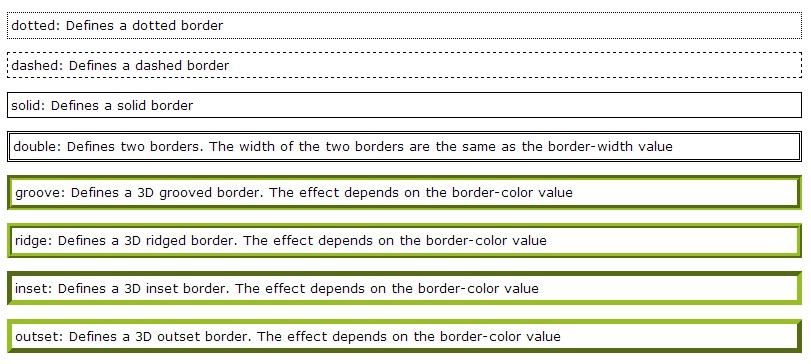 dotted: Defines a dotted border
dashed: Defines a dashed border
solid: Defines a solid border
double: Defines two borders. The width of the two borders are the same as the border-width value
groove: Defines a 3D grooved border. The effect depends on the border-color value
ridge: Defines a 3D ridged border. The effect depends on the border-color value
inset: Defines a 3D inset border. The effect depends on the border-color value
outset: Defines a 3D outset border. The effect depends on the border-color value